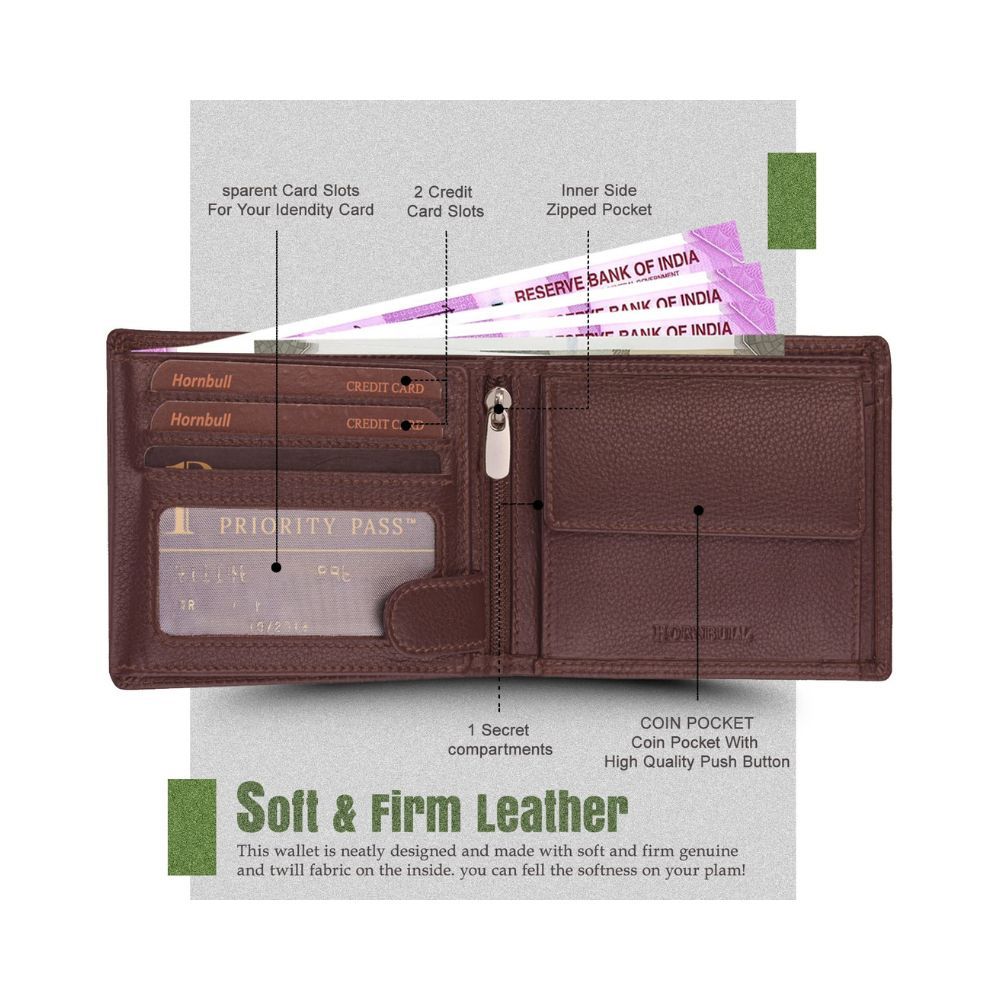 sparent Card Slots
For Your Idendity Card
2 Credit
Card Slots
Inner Side
Zipped Pocket
RESERVE BANK OF INDIA
BANK OF INDIA
BANK OF INDIA
Hornbull
CREDIT CARD
Hornbull
CREDIT CARD
PRIORITY PASS™
HORNBULL
1 Secret
compartments
COIN POCKET
Coin Pocket With
High Quality Push Button
Soft & Firm Leather
This wallet is neatly designed and made with soft and firm genuine
and twill fabric on the inside. you can fell the softness on your plam!